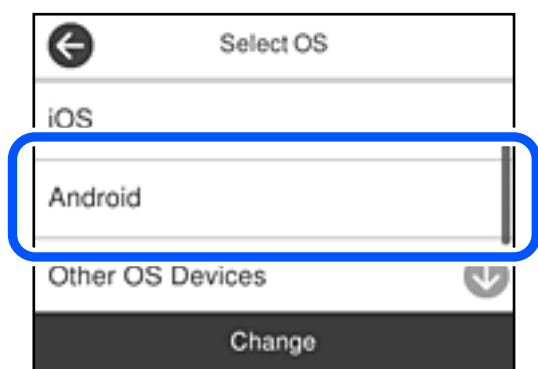 Select OS
iOS
Android
Other OS Devices
Change